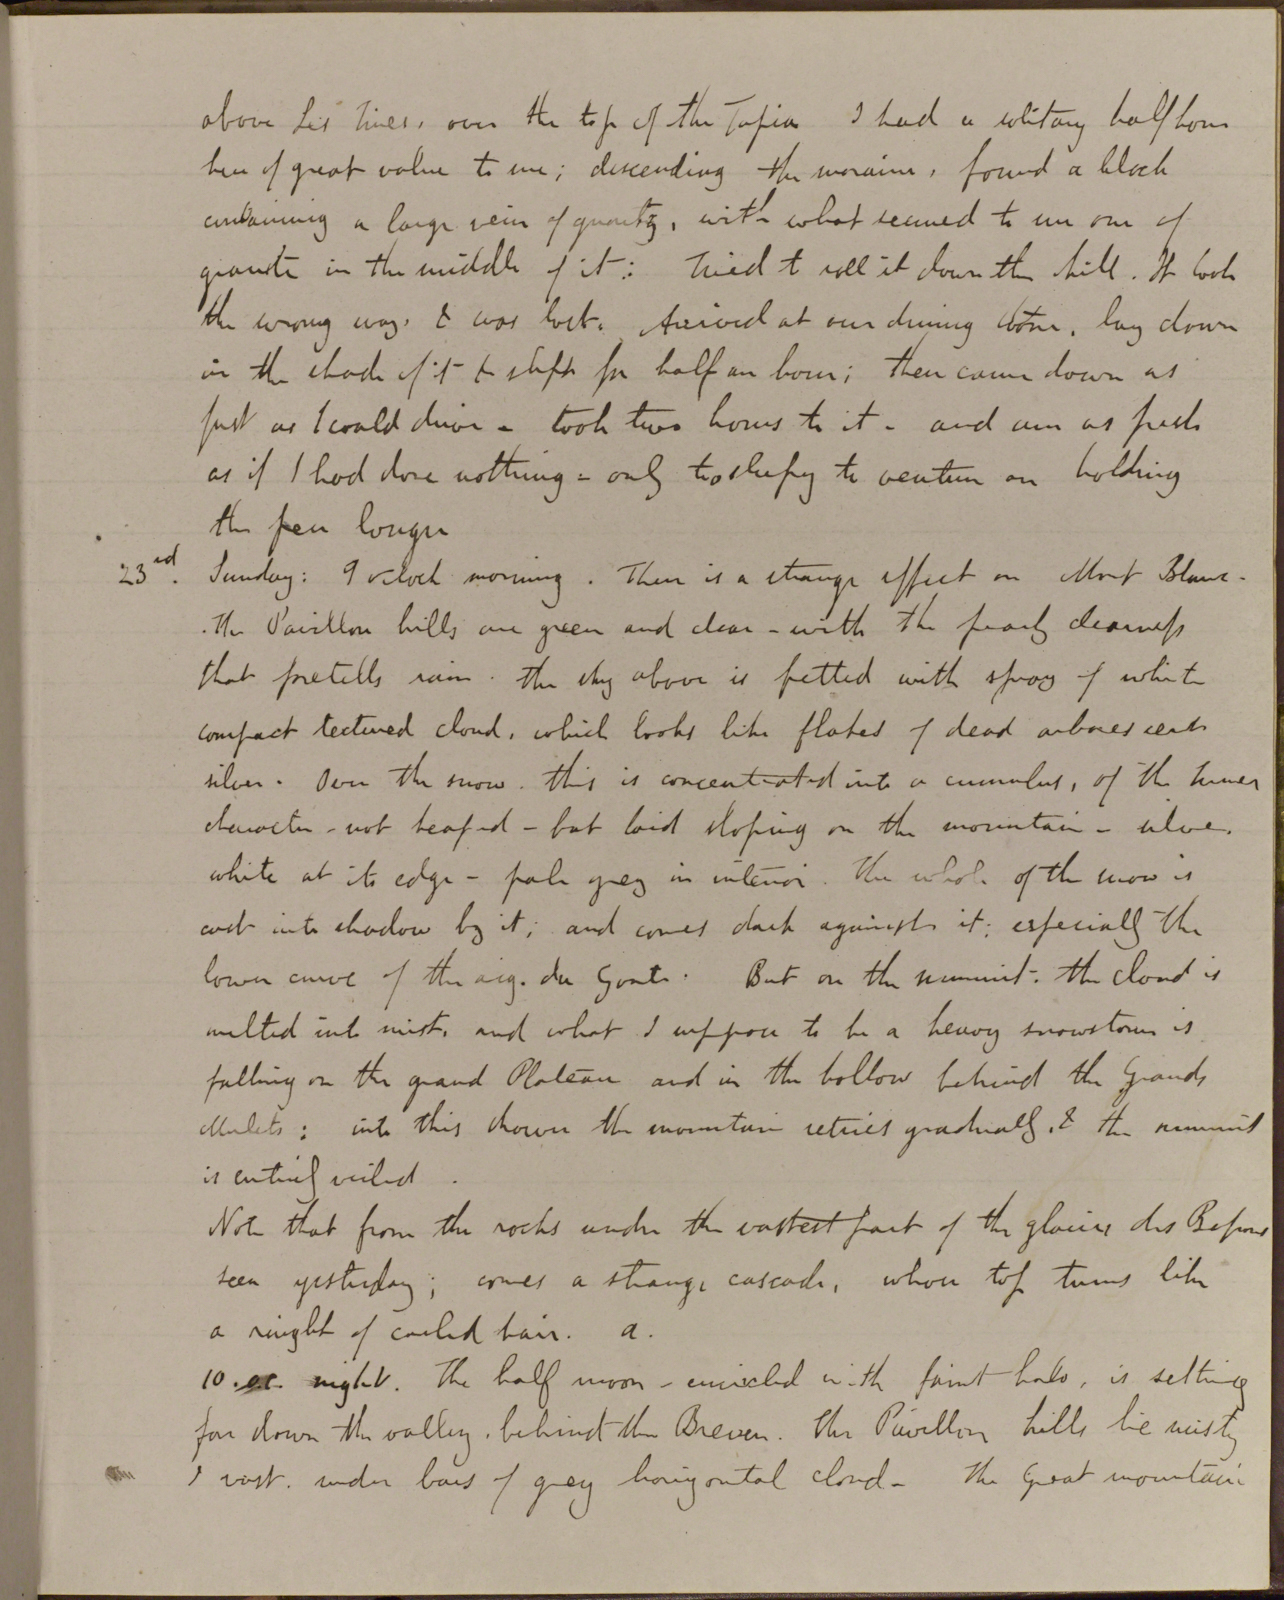 above Les Tines, over the top of the Tapia I had a solitary half hour
here of great value to me; descending the moraine, found a block
containing a large vein of quartz, with what seemed to me one of
granite in the middle of it: tried to roll it down the hill. It took
the wrong way, & was lost. Arrived at our dining stone, lay down
in the shade of it & slept for half an hour; then came down as
fast as I could drive - took two hours to it - and am as fresh
as if I had done nothing - only too sleepy to venture on holding
the pen longer
23rd. Sunday: 9 oclock morning. There is a strange effect on Mont Blanc -
. the Pavillon hills are green and clear - with the pearly clearness
that foretells rain. the sky above is fretted with spray of white
compact textured cloud, which looks like flakes of dead arborescent
silver. Over the snow. this is concentrated into a cumulus, of the Turner
character - not heaped - but laid sloping on the mountain - silver.
white at its edge - pale grey in interior. The whole of the snow is
cast into shadow by it; and comes dark against it; especially the
lower curve of the aig. du Goute. But on the summit. the cloud is
melted into mist, and what I suppose to be a heavy snowstorm is
falling on the grand Plateau and in the hollow behind the Grands
Mulets: into this shower the mountain retires gradually, & the summit
is entirely veiled.
Note that from the rocks under the vastest part of the glacier des Bossons
seen yesterday; comes a strange cascade, whose top turns like
a ringlet of curled hair. a.
10. oc. night. The half moon - encircled with faint halo, is setting
far down the valley, behind the Breven. The Pavillon hills lie misty
& vast. under bars of grey horizontal cloud - The Great mountain